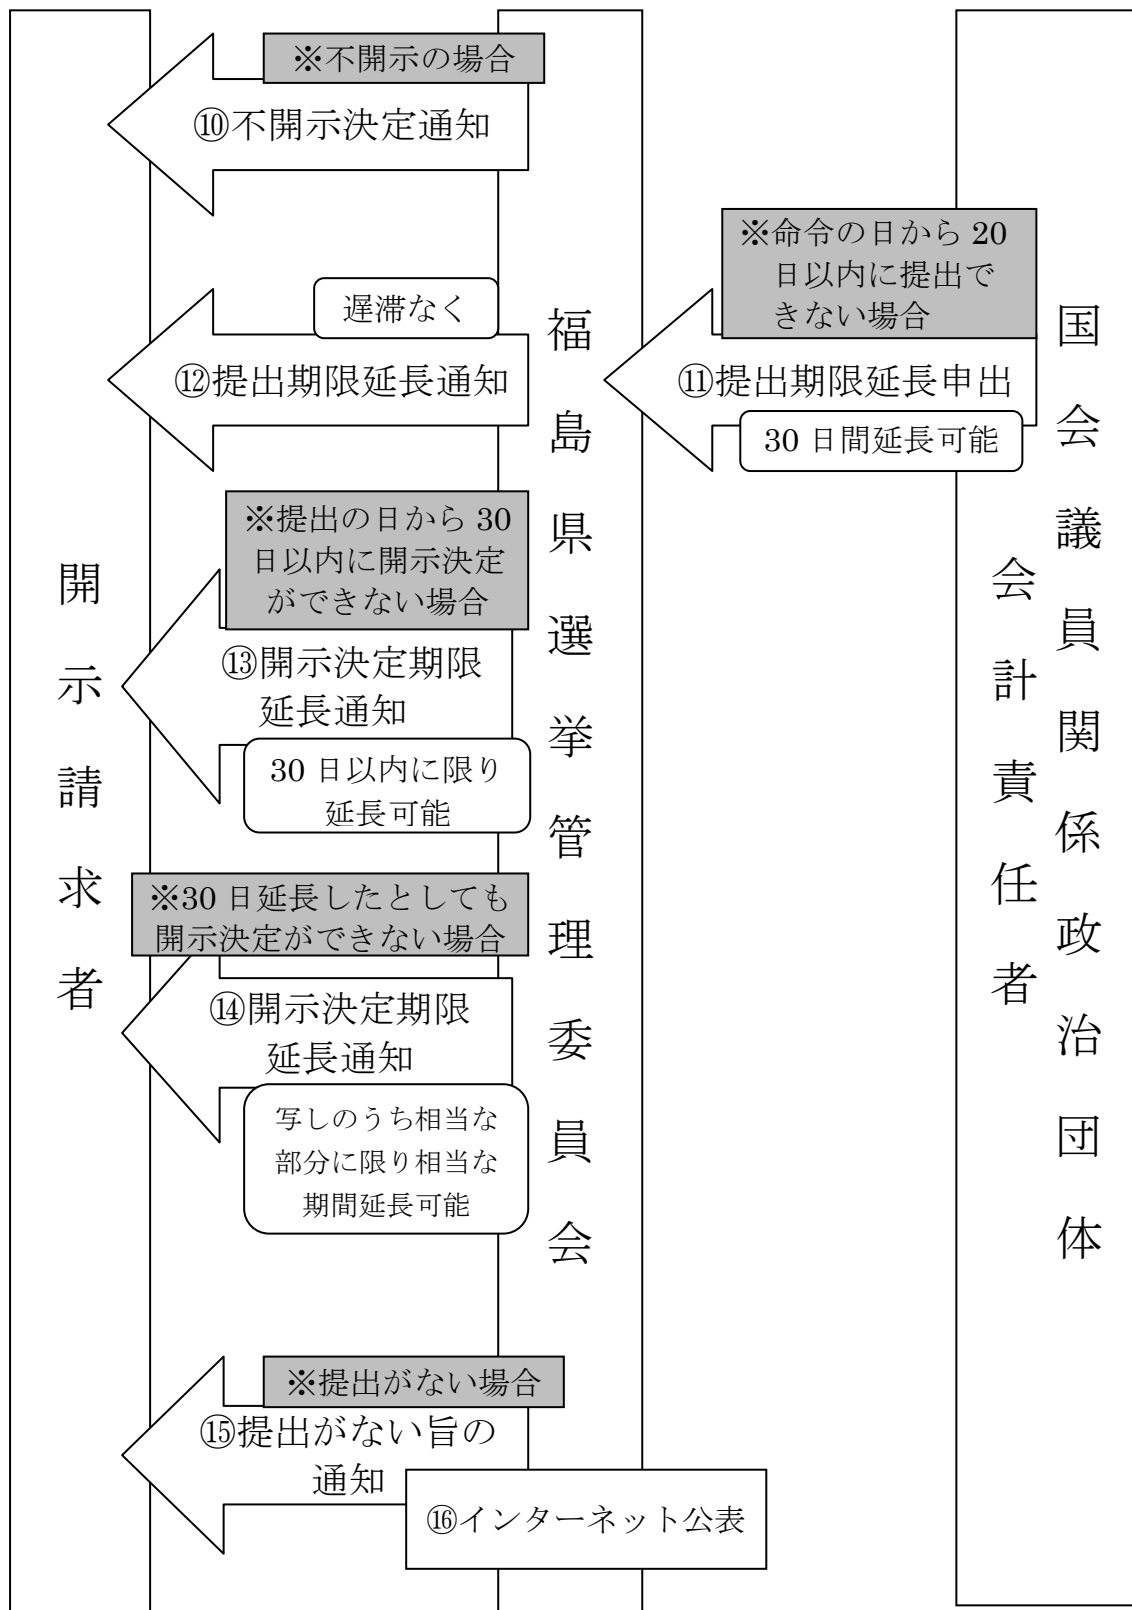 ※不開示の場合
⑩不開示決定通知
※命令の日から 20
日以内に提出で
きない場合
遅滞なく
⑫提出期限延長通知
⑪提出期限延長申出
30 日間延長可能
※提出の日から 30
日以内に開示決定
ができない場合
⑬開示決定期限
延長通知
30 日以内に限り
延長可能
※30 日延長したとしても
開示決定ができない場合
⑭開示決定期限
延長通知
写しのうち相当な
部分に限り相当な
期間延長可能
※提出がない場合
⑮提出がない旨の
通知
⑯インターネット公表
開示請求者
福島県選挙管理委員会
国会議員関係政治団体
会計責任者